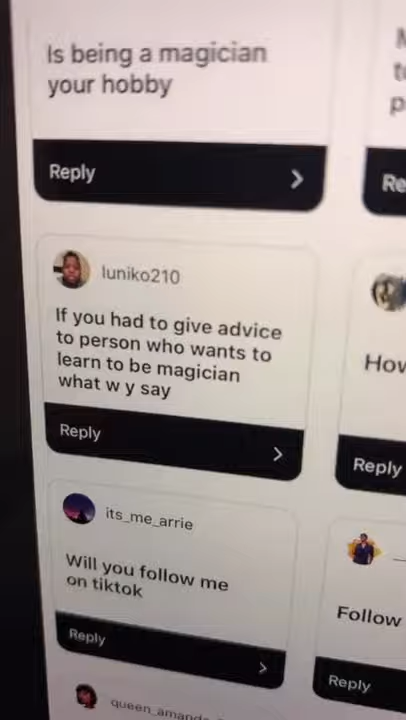 Is being a magician
your hobby
Reply
Re
luniko210
If you had to give advice
to person who wants to
learn to be magician
what w y say
Reply
How
Reply
its_me_arrie
Will you follow me
on tiktok
Reply
Follow
Reply